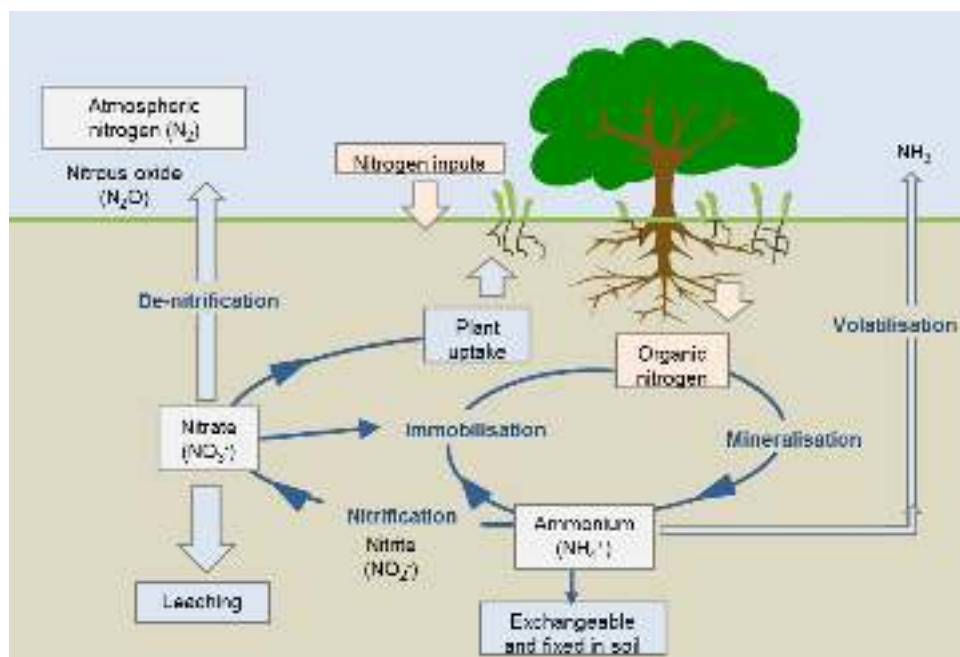 Atmospheric
nitrogen (N₂)
Nitrous oxide
(N₂O)
Nitrogen inputs
NH₃
De-nitrification
Plant
uptake
Volatilisation
Organic
nitrogen
Nitrate
(NO₃⁻)
Immobilisation
Mineralisation
Nitrification
Nitrite
(NO₂⁻)
Ammonium
(NH₄⁺)
Leeching
Exchangeable
and fixed in soil